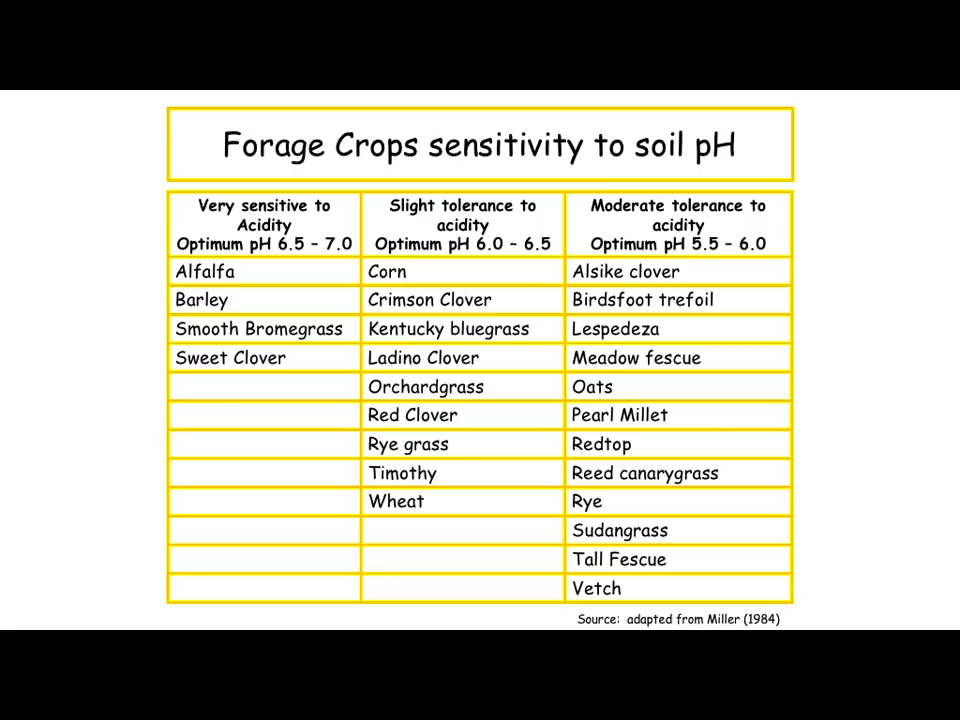 Forage Crops sensitivity to soil pH
Very sensitive to
Acidity
Optimum pH 6.5 – 7.0
Slight tolerance to
acidity
Optimum pH 6.0 – 6.5
Moderate tolerance to
acidity
Optimum pH 5.5 – 6.0
Alfalfa
Corn
Alsike clover
Barley
Crimson Clover
Birdsfoot trefoil
Smooth Bromegrass
Kentucky bluegrass
Lespedeza
Sweet Clover
Ladino Clover
Meadow fescue
Orchardgrass
Oats
Red Clover
Pearl Millet
Rye grass
Redtop
Timothy
Reed canarygrass
Wheat
Rye
Sudangrass
Tall Fescue
Vetch
Source: adapted from Miller (1984)